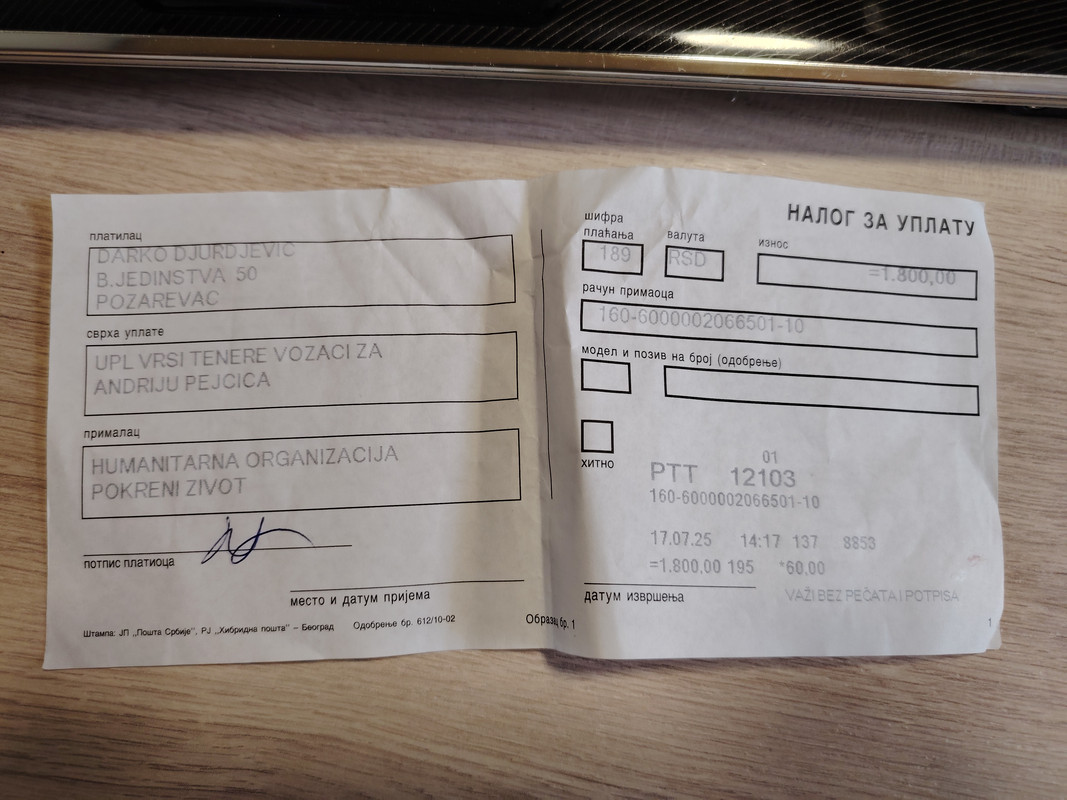 НАЛОГ ЗА УПЛАТУ
платилац
DARKO DJURDJEVIC
B.JEDINSTVA 50
POZAREVAC
сврха уплате
UPL VRSI TENERE VOZACI ZA
ANDRIJU PEJCICA
прималац
HUMANITARNA ORGANIZACIJA
POKRENI ZIVOT
потпис платиоца
место и датум пријема
Штампа: ЈП „Пошта Србије", РЈ „Хибридна пошта" – Београд Одобрење бр. 612/10-02
Образац бр. 1
шифра
плаћања
валута
износ
189
RSD
=1.800,00
рачун примаоца
160-6000002066501-10
модел и позив на број (одобрење)
хитно
01
PTT 12103
160-6000002066501-10
17.07.25 14:17 137 8853
=1.800,00 195 *60,00
датум извршења
VAŽI BEZ PEČATA I POTPISA
1